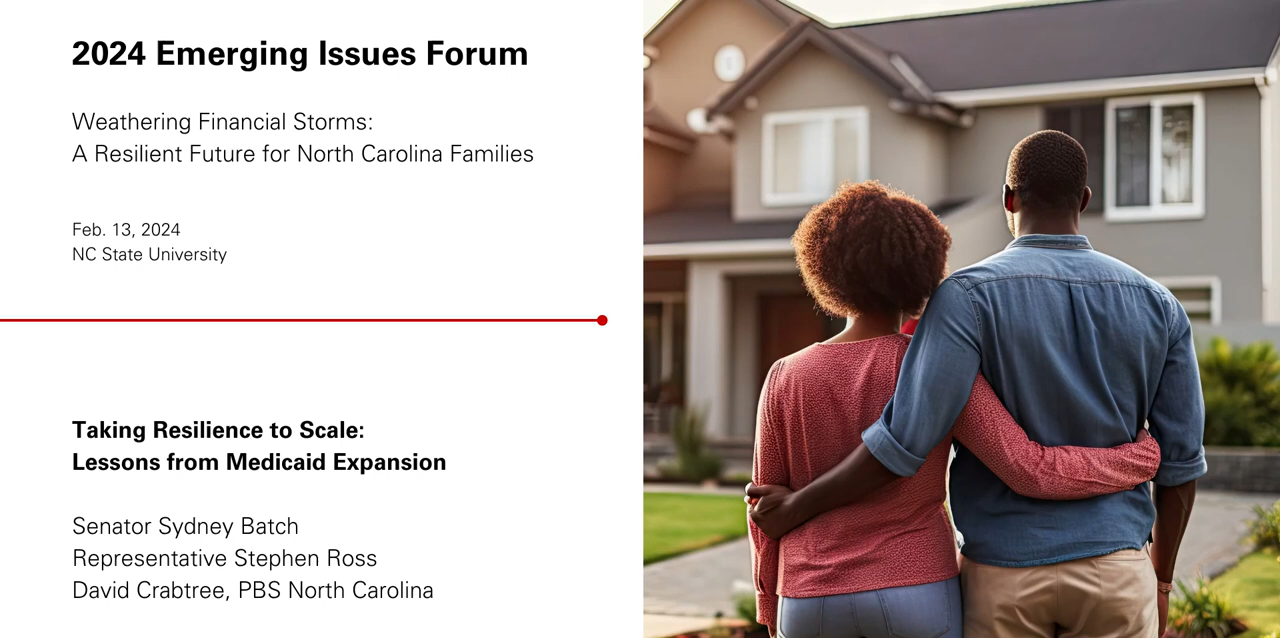 2024 Emerging Issues Forum
Weathering Financial Storms:
A Resilient Future for North Carolina Families
Feb. 13, 2024
NC State University
Taking Resilience to Scale:
Lessons from Medicaid Expansion
Senator Sydney Batch
Representative Stephen Ross
David Crabtree, PBS North Carolina